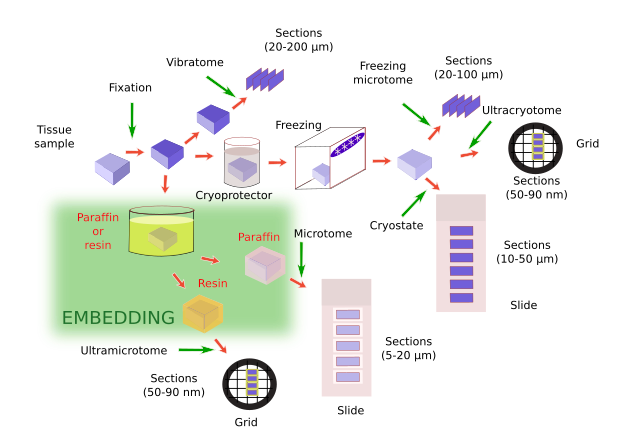 Sections
(20-200 µm)
Vibratome
Freezing
microtome
Sections
(20-100 µm)
Fixation
Ultracryotome
Tissue
sample
Freezing
Grid
Cryoprotector
Sections
(50-90 nm)
Paraffin
or
resin
Paraffin
Microtome
Cryostate
Sections
(10-50 µm)
Resin
EMBEDDING
Slide
Ultramicrotome
Sections
(5-20 µm)
Sections
(50-90 nm)
Slide
Grid